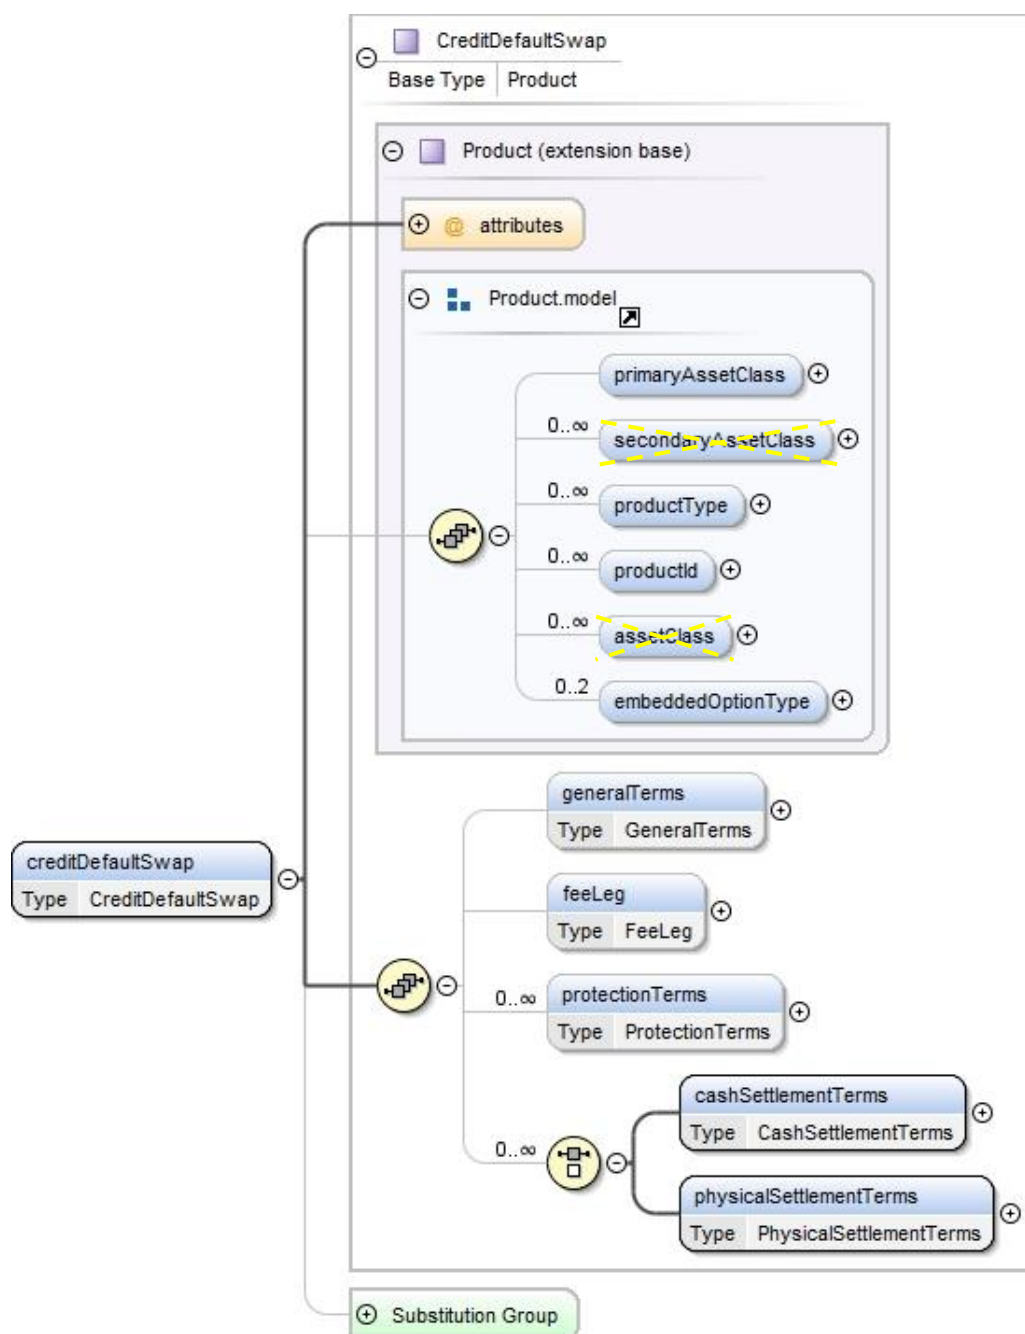 CreditDefaultSwap
Base Type Product
Product (extension base)
@ attributes
Product.model
primaryAssetClass
0..∞ secondaryAssetClass
0..∞ productType
0..∞ productId
0..∞ assetClass
0..2 embeddedOptionType
generalTerms
Type GeneralTerms
creditDefaultSwap
Type CreditDefaultSwap
feeLeg
Type FeeLeg
0..∞ protectionTerms
Type ProtectionTerms
cashSettlementTerms
Type CashSettlementTerms
0..∞
physicalSettlementTerms
Type PhysicalSettlementTerms
Substitution Group